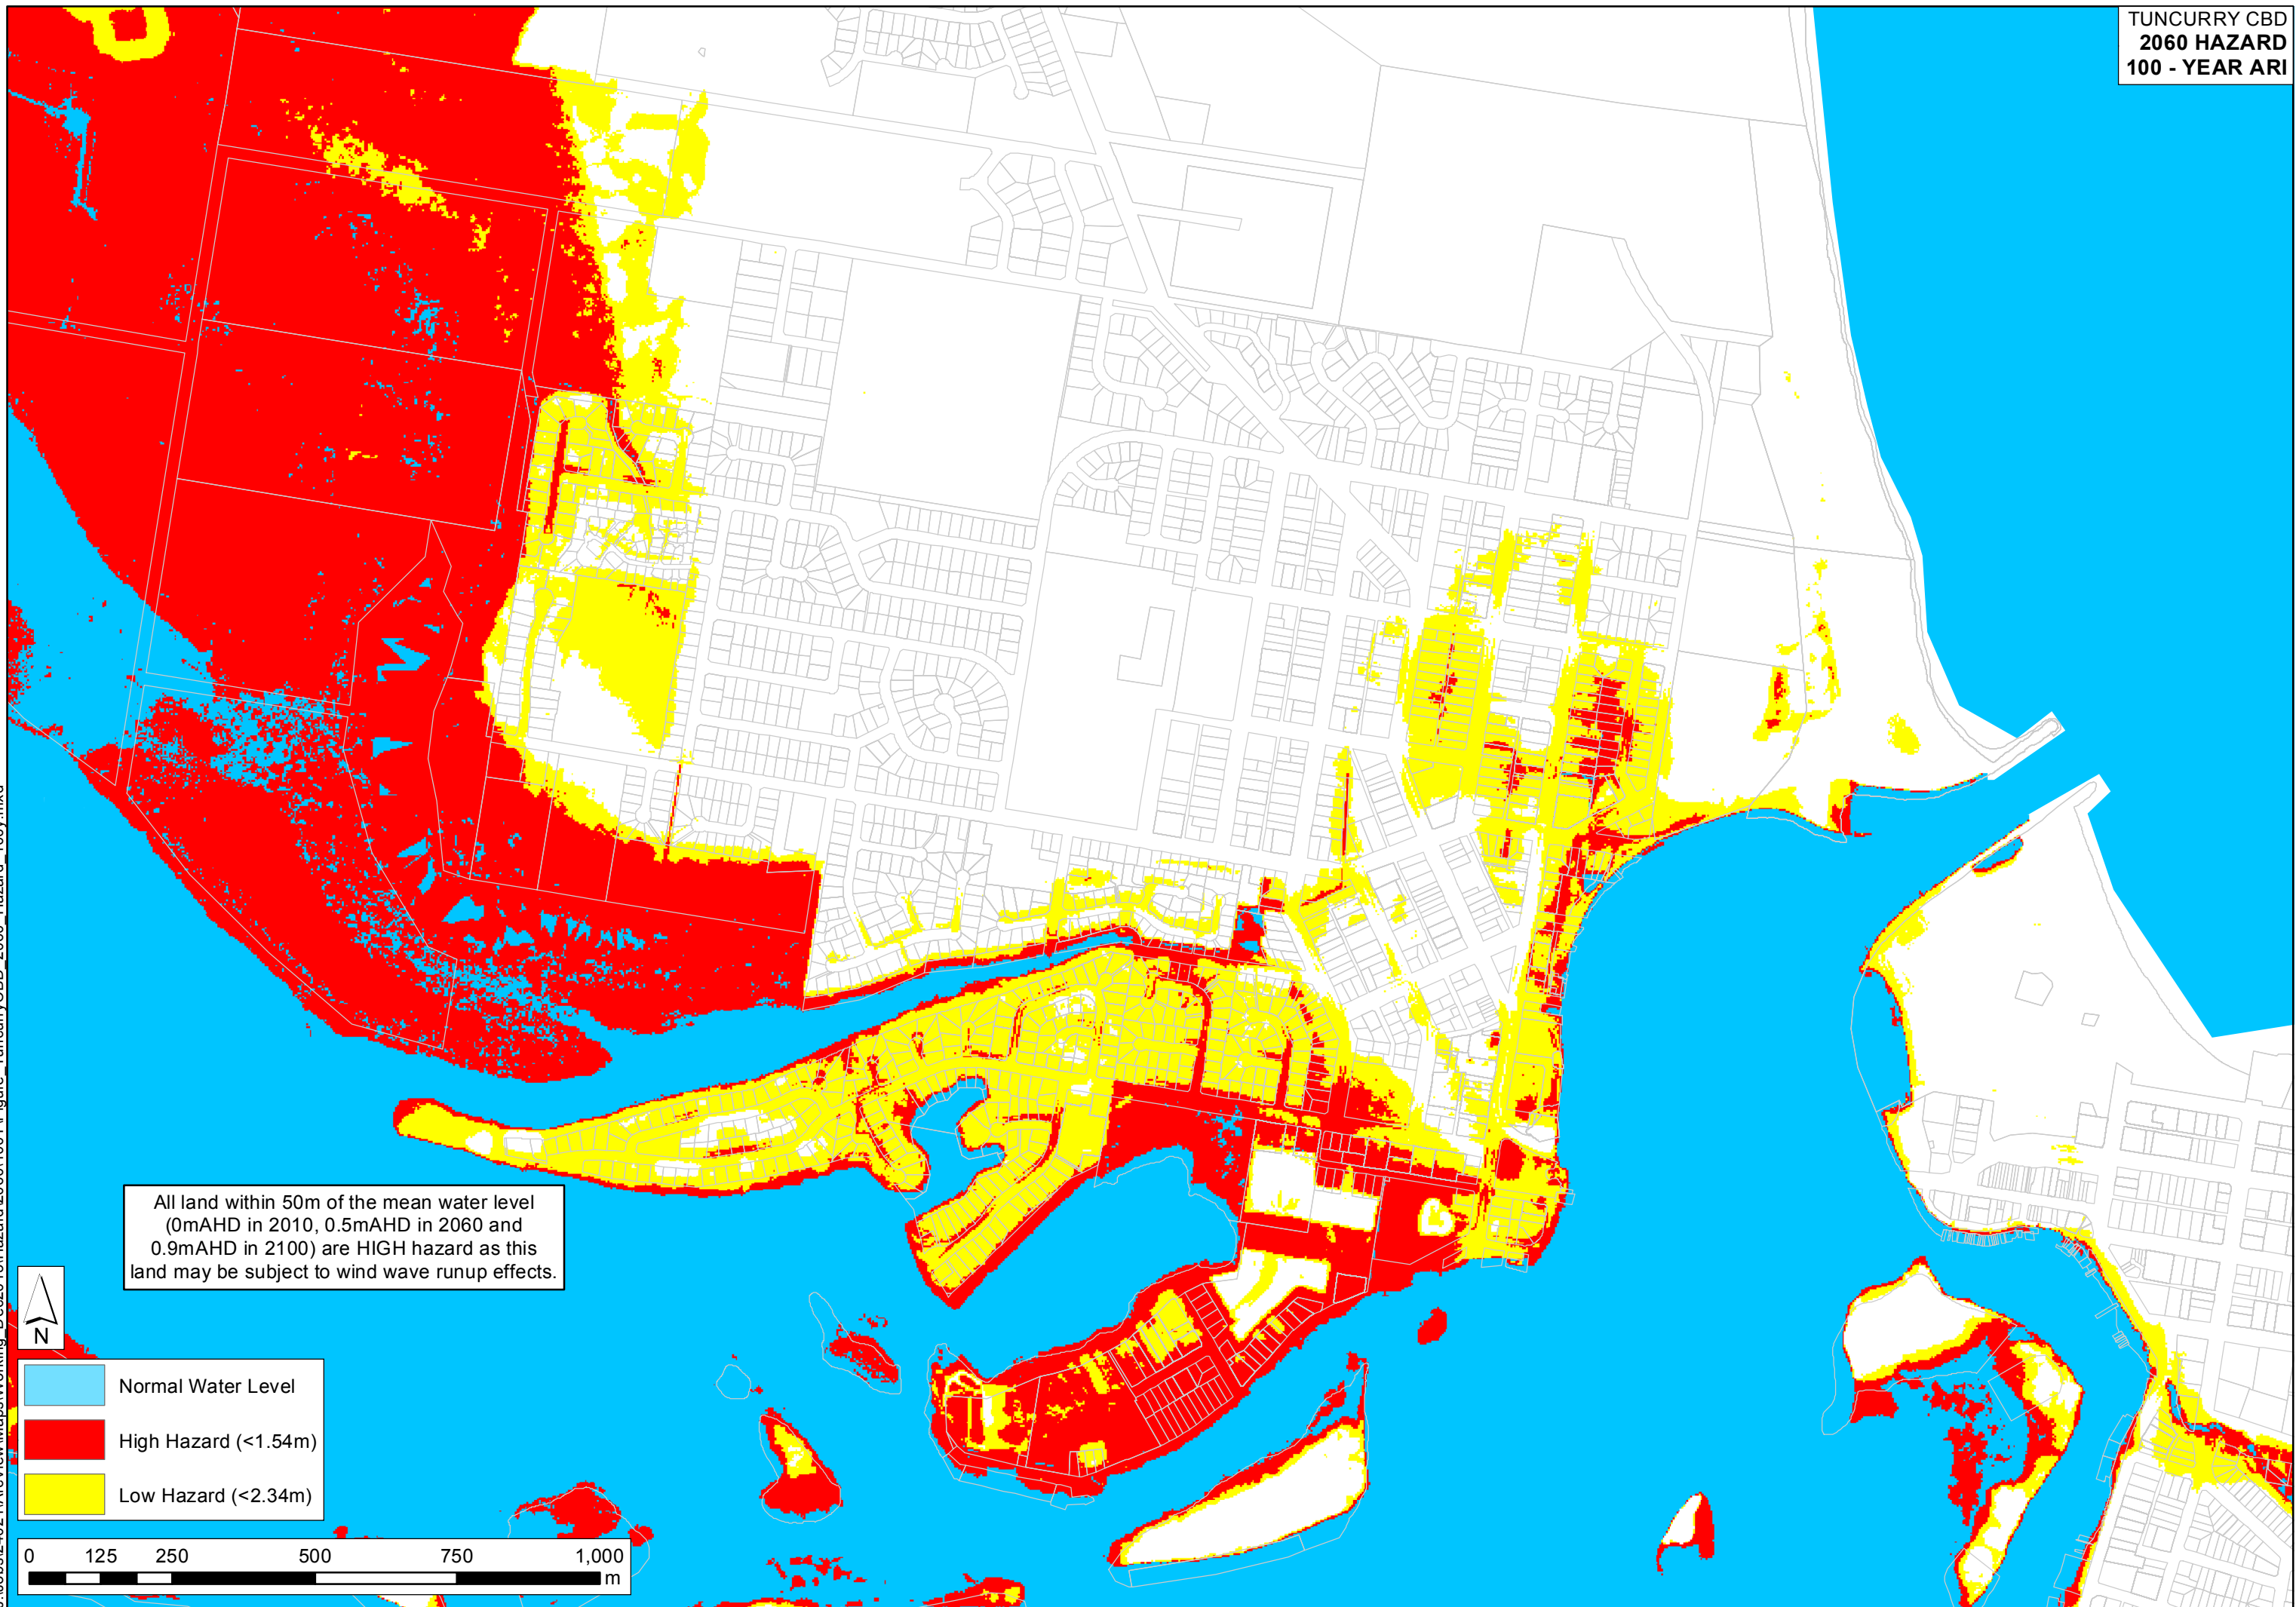 TUNCURRY CBD
2060 HAZARD
100 - YEAR ARI
All land within 50m of the mean water level
(0mAHD in 2010, 0.5mAHD in 2060 and
0.9mAHD in 2100) are HIGH hazard as this
land may be subject to wind wave runup effects.
N
Normal Water Level
High Hazard (<1.54m)
Low Hazard (<2.34m)
0 125 250 500 750 1,000
m